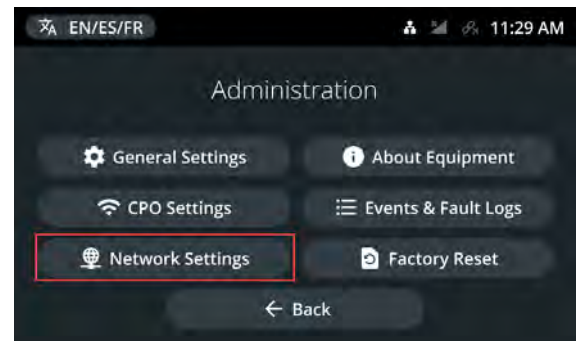 EN/ES/FR 11:29 AM
Administration
General Settings About Equipment
CPO Settings Events & Fault Logs
Network Settings Factory Reset
Back